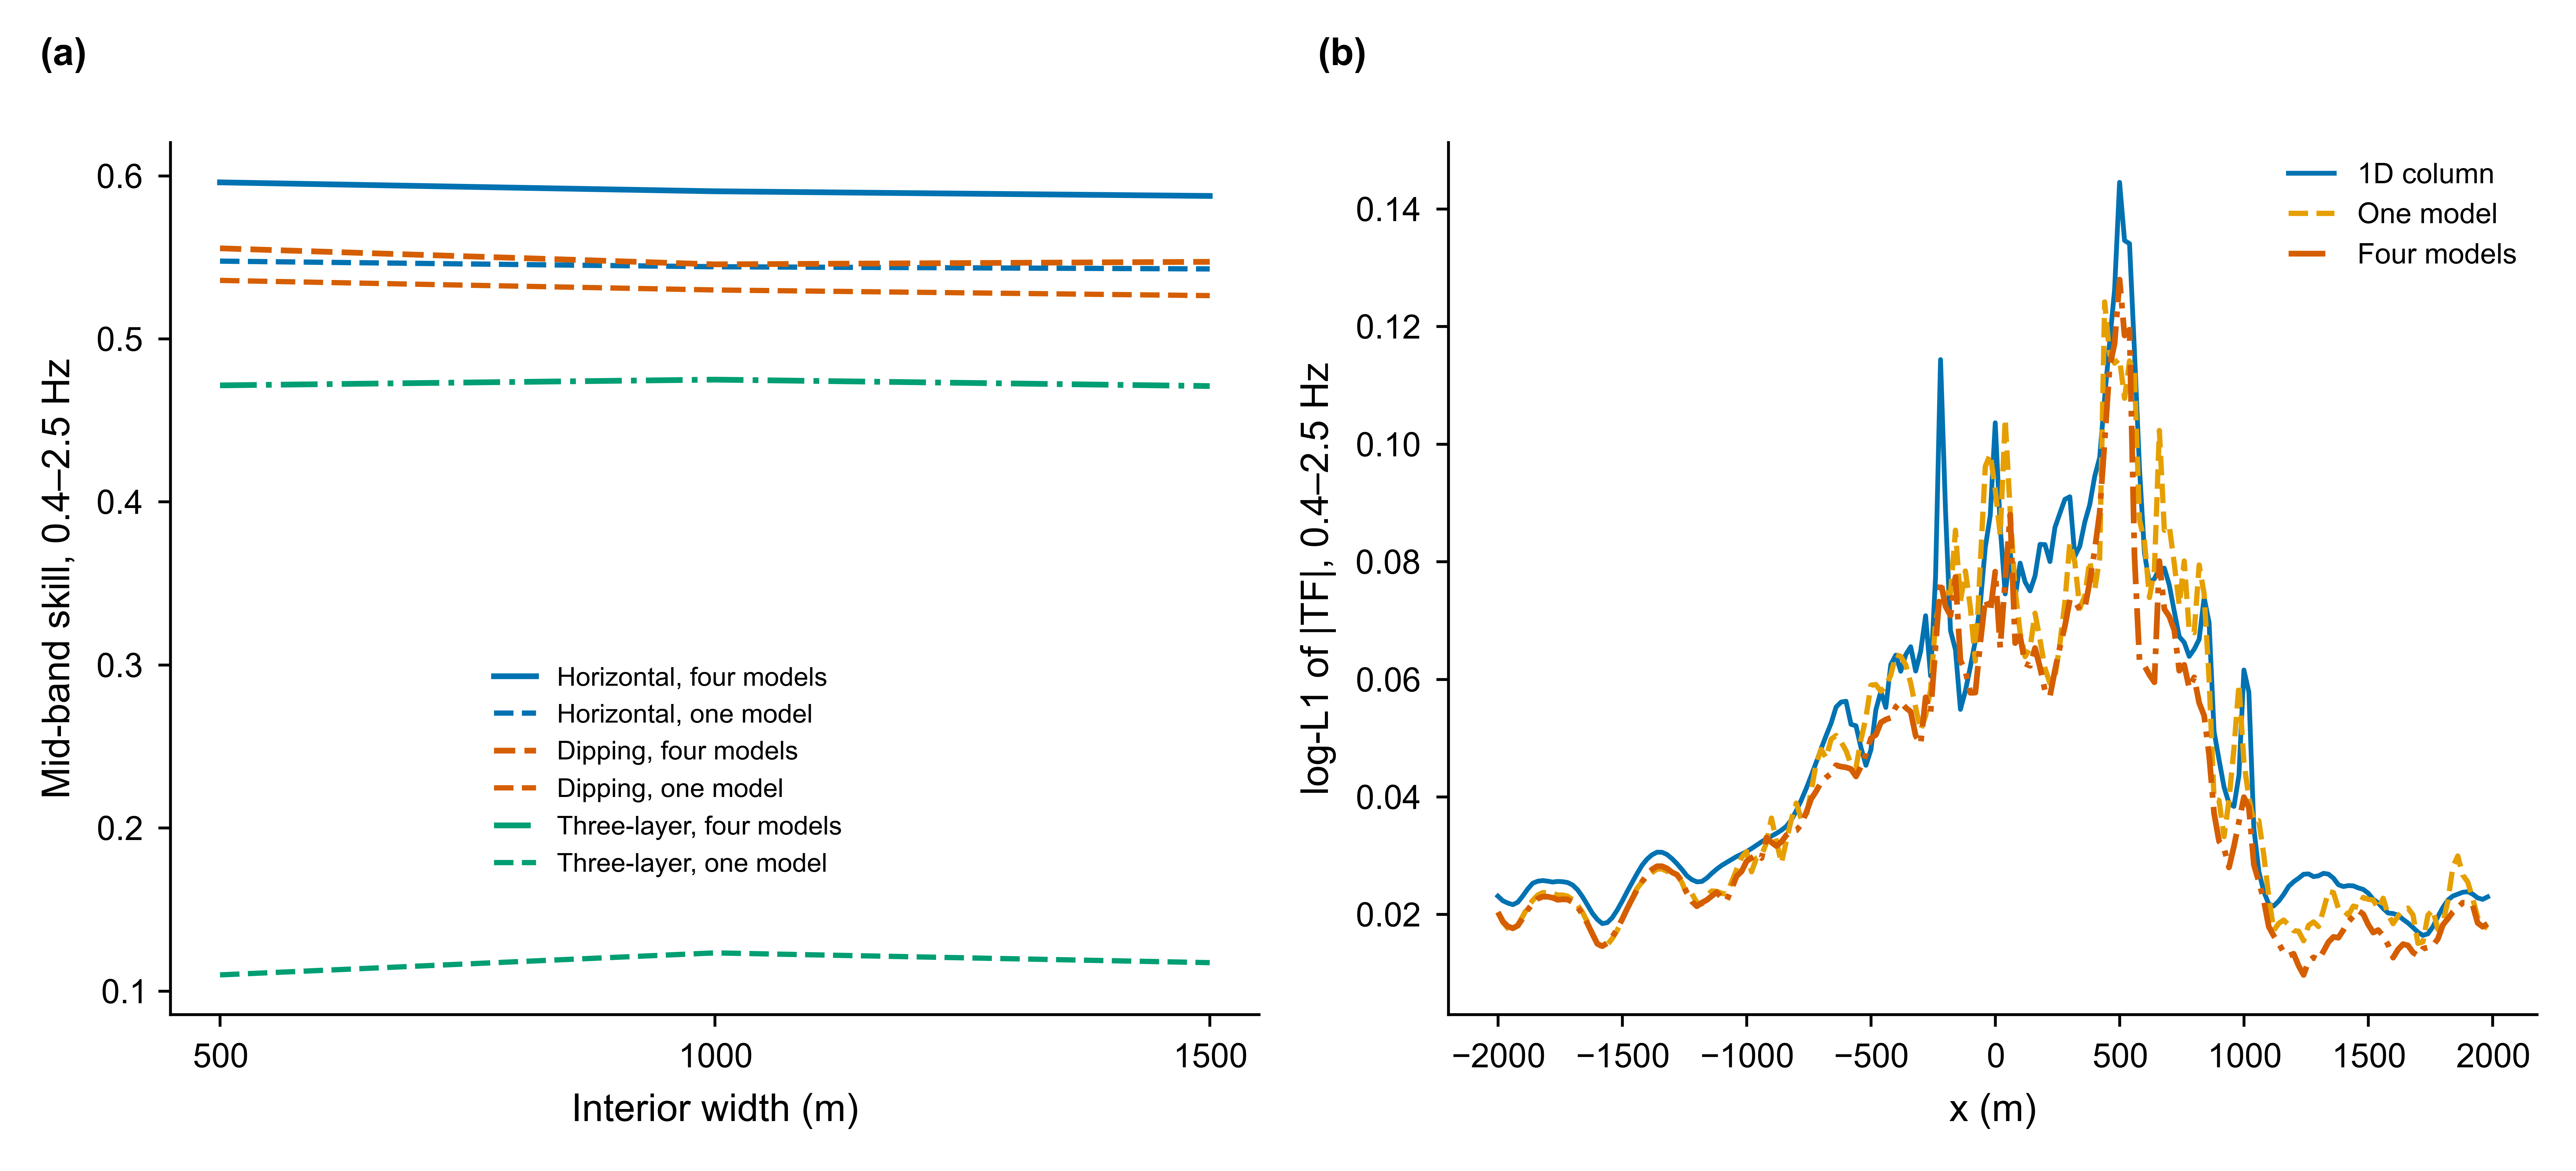 (a)
Mid-band skill, 0.4–2.5 Hz
0.6
0.5
0.4
0.3
0.2
0.1
Horizontal, four models
Horizontal, one model
Dipping, four models
Dipping, one model
Three-layer, four models
Three-layer, one model
500
1000
1500
Interior width (m)
(b)
log-L1 of |TF|, 0.4–2.5 Hz
0.14
0.12
0.10
0.08
0.06
0.04
0.02
1D column
One model
Four models
−2000
−1500
−1000
−500
0
500
1000
1500
2000
x (m)